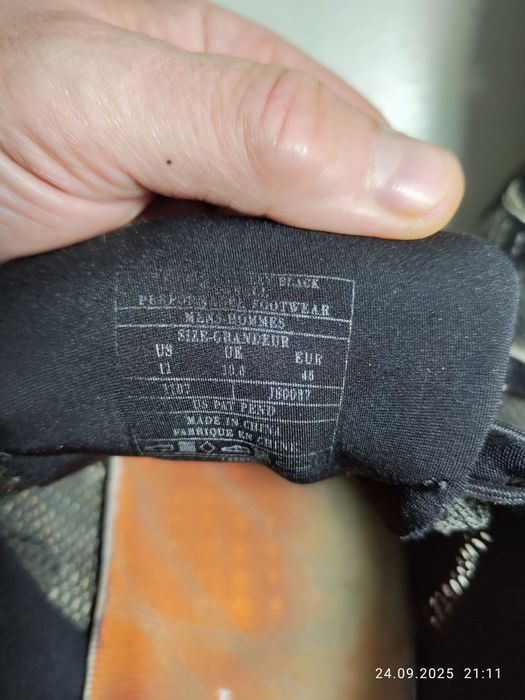 BLACK
PERFORMANCE FOOTWEAR
MENS-HOMMES
SIZE-GRANDEUR
US UK EUR
11 10.5 45
J60087
US PAT PEND
MADE IN CHINA
FABRIQUE EN CHINE
24.09.2025 21:11